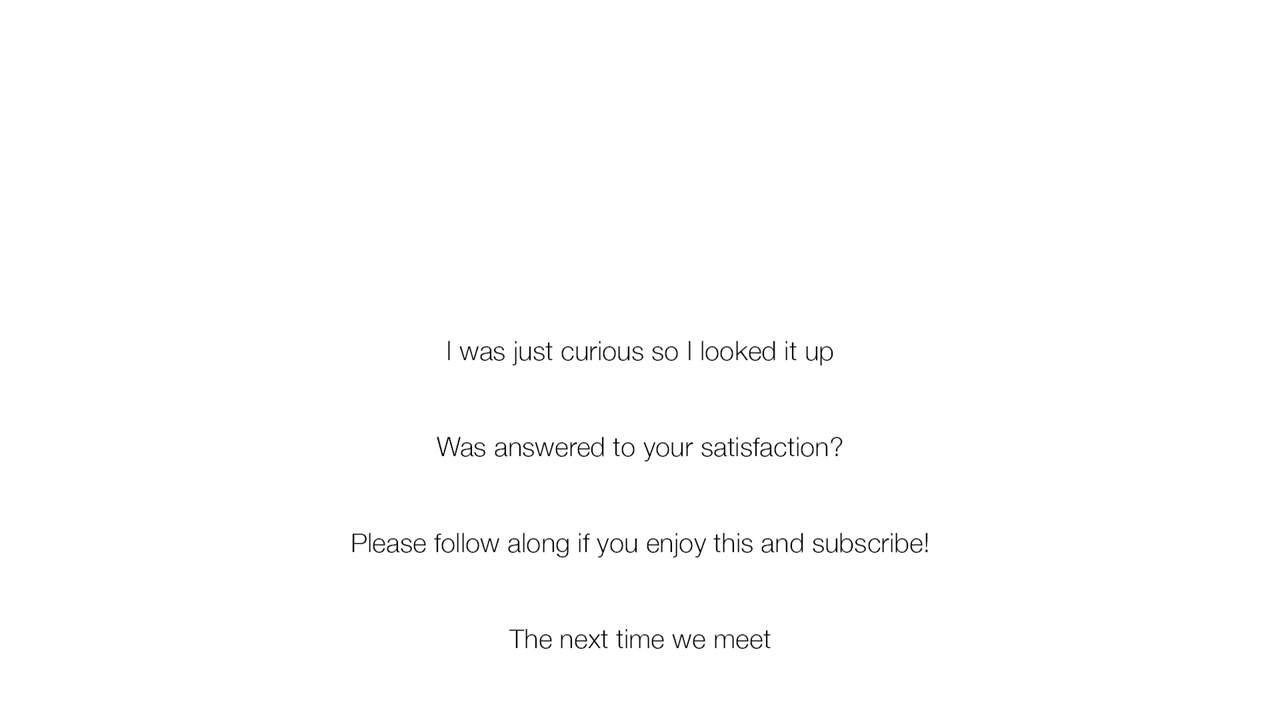 I was just curious so I looked it up
Was answered to your satisfaction?
Please follow along if you enjoy this and subscribe!
The next time we meet